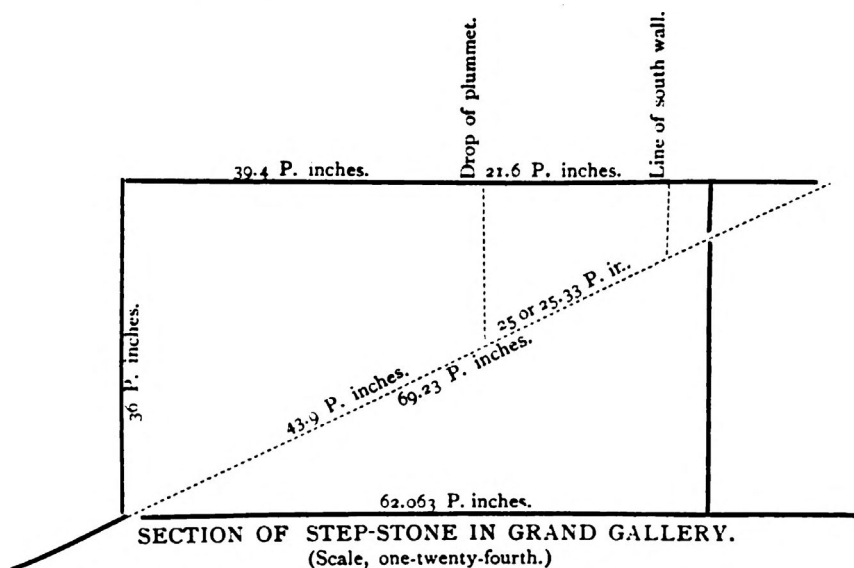 Drop of plummet.
Line of south wall.
39.4 P. inches.
21.6 P. inches.
36 P. inches.
25 or 25.33 P. ir..
43.9 P. inches.
69.23 P. inches.
62.063 P. inches.
SECTION OF STEP-STONE IN GRAND GALLERY.
(Scale, one-twenty-fourth.)